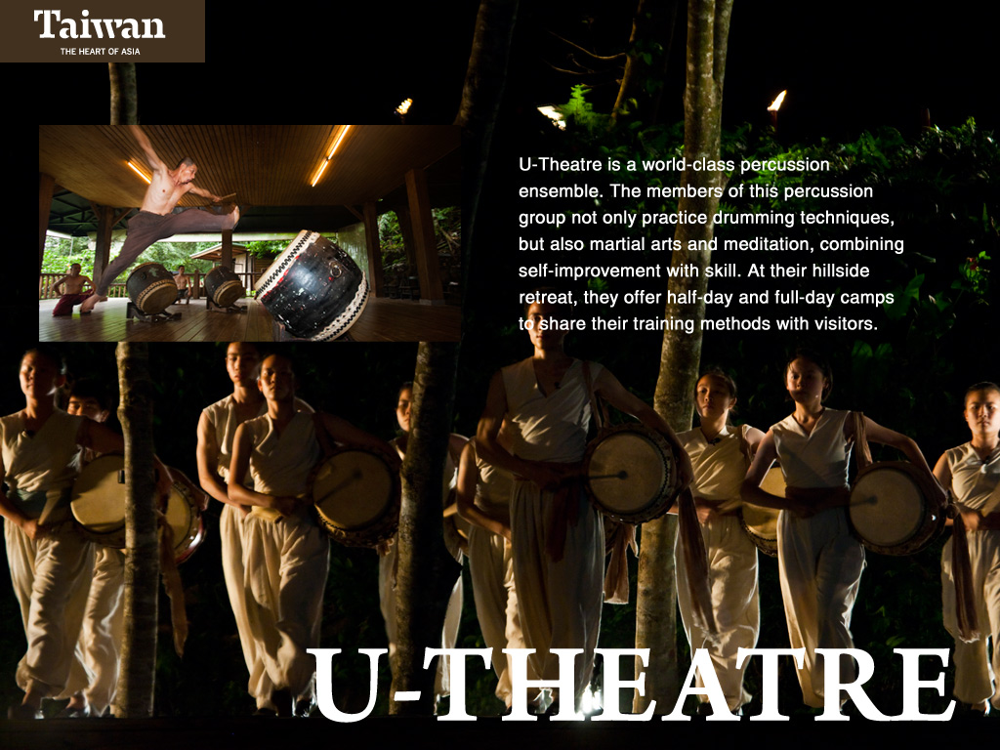 Taiwan
THE HEART OF ASIA
U-Theatre is a world-class percussion
ensemble. The members of this percussion
group not only practice drumming techniques,
but also martial arts and meditation, combining
self-improvement with skill. At their hillside
retreat, they offer half-day and full-day camps
to share their training methods with visitors.
U-THEATRE